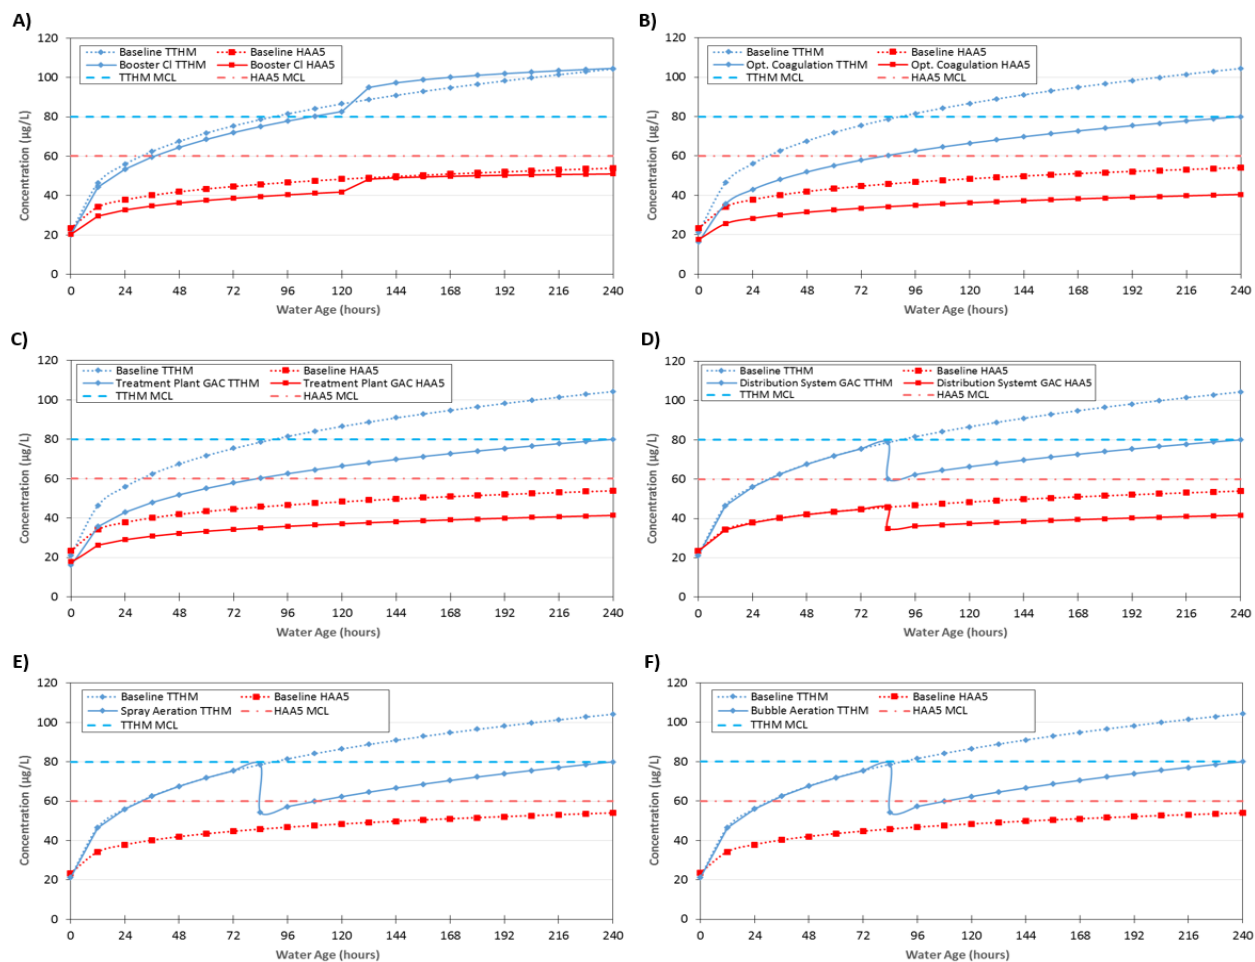 A)
Baseline TTHM
Baseline HAA5
Booster Cl TTHM
Booster Cl HAA5
TTHM MCL
HAA5 MCL
Concentration (µg/L)
120
100
80
60
40
20
0
0 24 48 72 96 120 144 168 192 216 240
Water Age (hours)
B)
Baseline TTHM
Baseline HAA5
Opt. Coagulation TTHM
Opt. Coagulation HAA5
TTHM MCL
HAA5 MCL
Concentration (µg/L)
120
100
80
60
40
20
0
0 24 48 72 96 120 144 168 192 216 240
Water Age (hours)
C)
Baseline TTHM
Baseline HAA5
Treatment Plant GAC TTHM
Treatment Plant GAC HAA5
TTHM MCL
HAA5 MCL
Concentration (µg/L)
120
100
80
60
40
20
0
0 24 48 72 96 120 144 168 192 216 240
Water Age (hours)
D)
Baseline TTHM
Baseline HAA5
Distribution System GAC TTHM
Distribution Systemt GAC HAA5
TTHM MCL
HAA5 MCL
Concentration (µg/L)
120
100
80
60
40
20
0
0 24 48 72 96 120 144 168 192 216 240
Water Age (hours)
E)
Baseline TTHM
Baseline HAA5
Spray Aeration TTHM
HAA5 MCL
TTHM MCL
Concentration (µg/L)
120
100
80
60
40
20
0
0 24 48 72 96 120 144 168 192 216 240
Water Age (hours)
F)
Baseline TTHM
Baseline HAA5
Bubble Aeration TTHM
HAA5 MCL
TTHM MCL
Concentration (µg/L)
120
100
80
60
40
20
0
0 24 48 72 96 120 144 168 192 216 240
Water Age (hours)